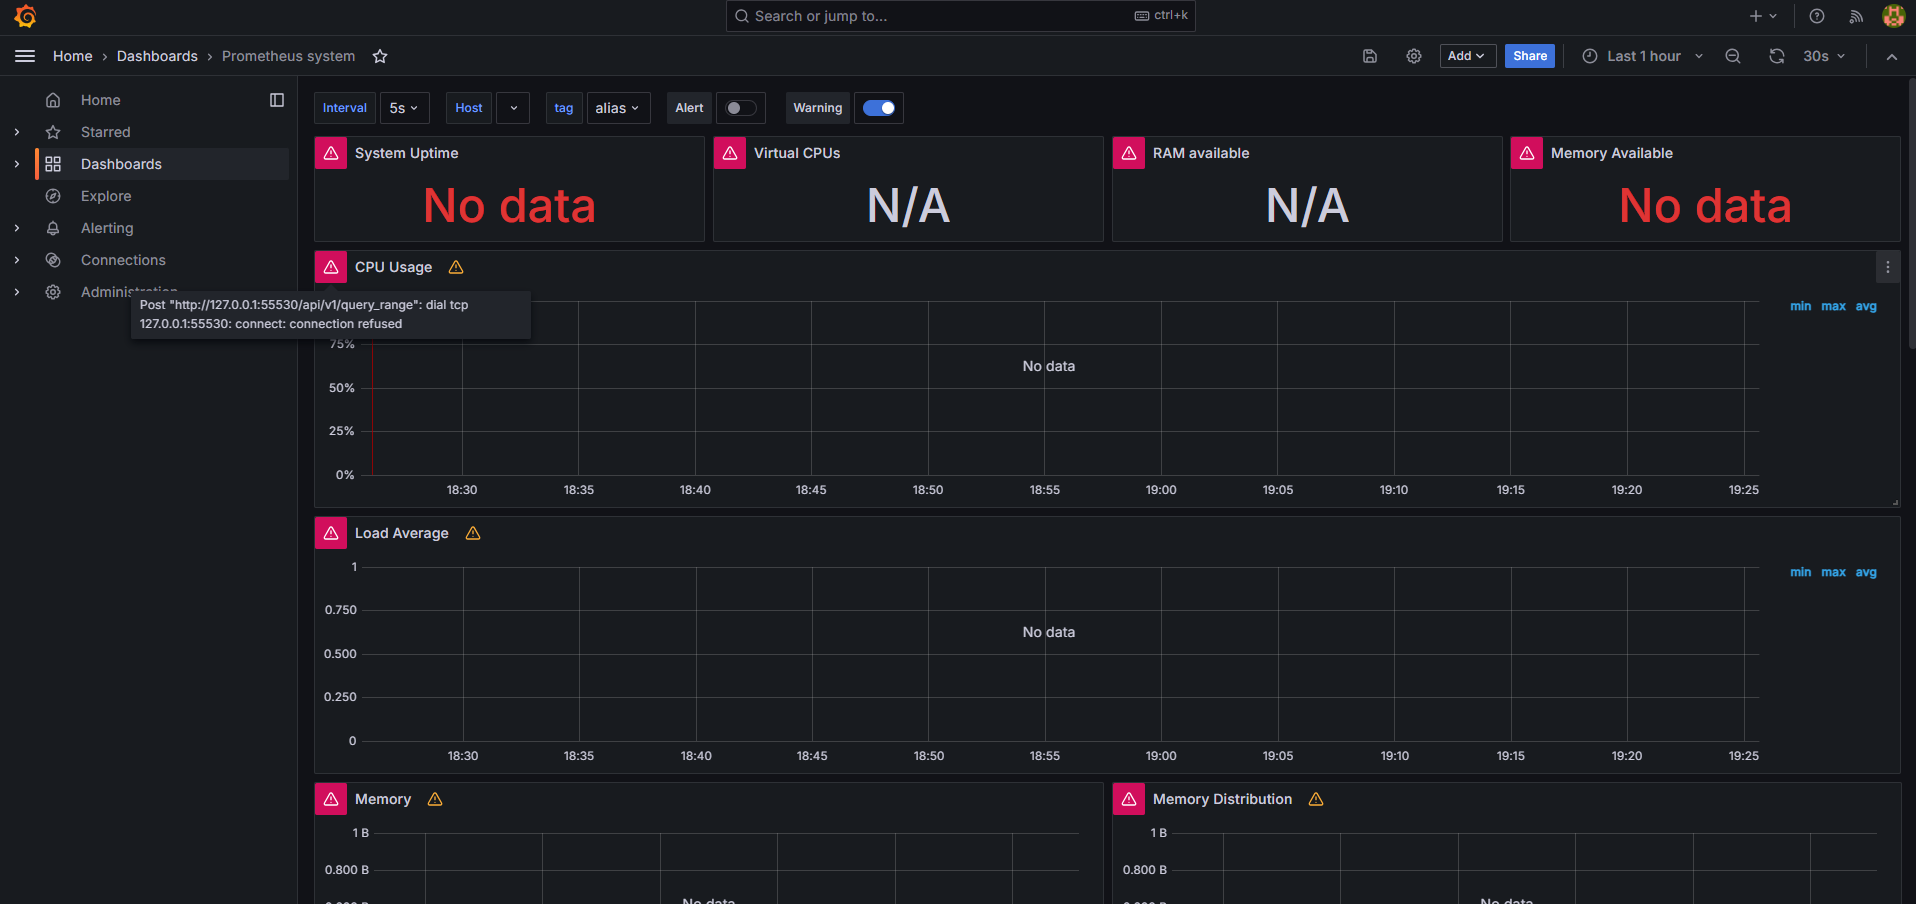 Search or jump to...
ctrl+k
Home
Dashboards
Prometheus system
Add
Share
Last 1 hour
30s
Home
Starred
Dashboards
Explore
Alerting
Connections
Interval
5s
Host
tag
alias
Alert
Warning
System Uptime
No data
Virtual CPUs
N/A
RAM available
N/A
Memory Available
No data
CPU Usage
Post "http://127.0.0.1:55530/api/v1/query_range": dial tcp
127.0.0.1:55530: connect: connection refused
min max avg
75%
50%
25%
0%
No data
18:30 18:35 18:40 18:45 18:50 18:55 19:00 19:05 19:10 19:15 19:20 19:25
Load Average
min max avg
1
0.750
0.500
0.250
0
No data
18:30 18:35 18:40 18:45 18:50 18:55 19:00 19:05 19:10 19:15 19:20 19:25
Memory
1 B
0.800 B
No data
Memory Distribution
1 B
0.800 B
No data